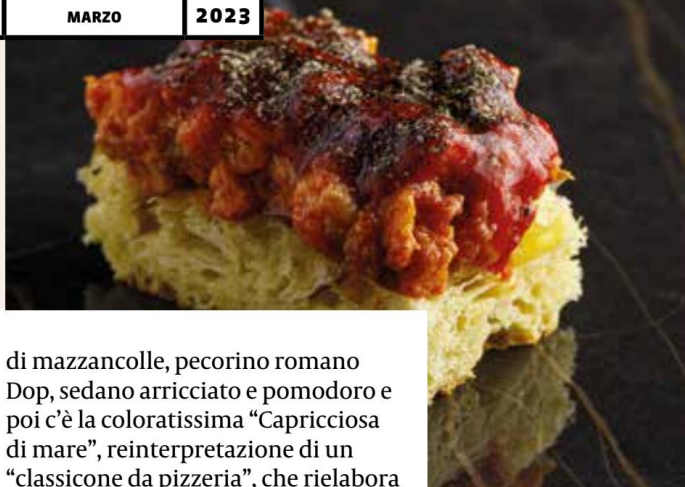 MARZO 2023
di mazzancolle, pecorino romano
Dop, sedano arricciato e pomodoro e
poi c'è la coloratissima “Capricciosa
di mare”, reinterpretazione di un
“classicone da pizzeria”, che rielabora